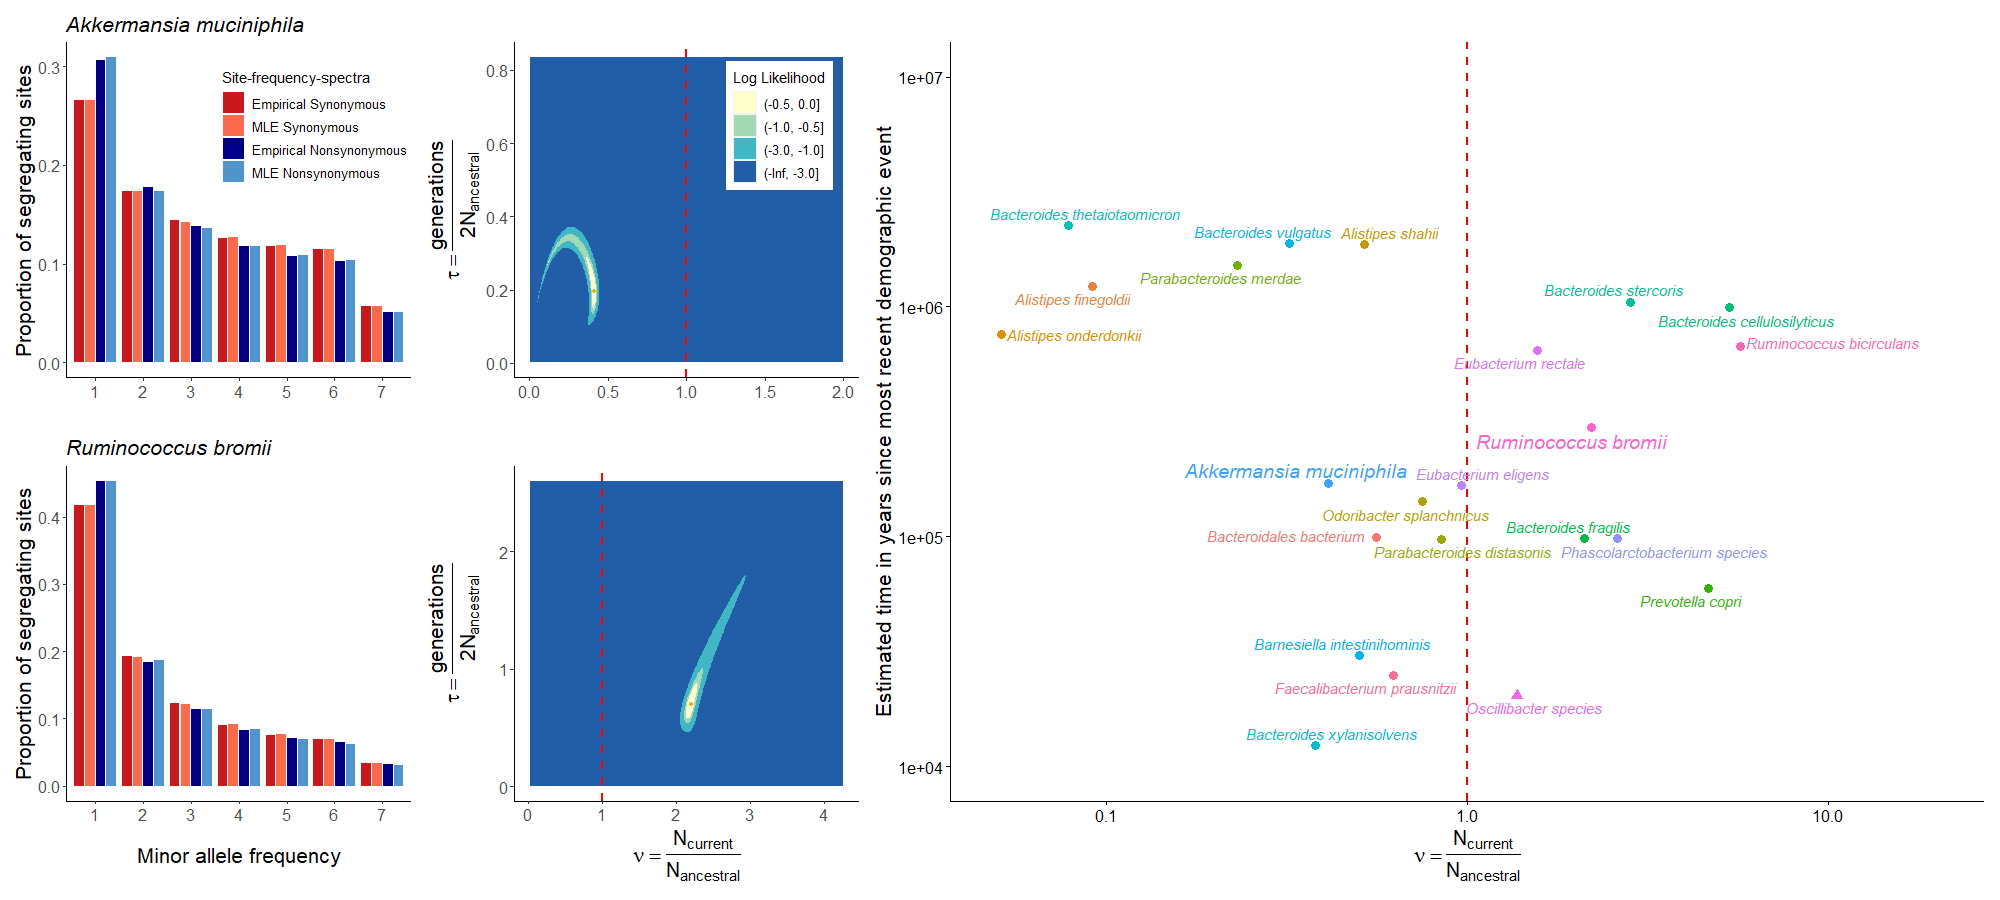 Akkermansia muciniphila
Proportion of segregating sites
0.3
0.2
0.1
0.0
1 2 3 4 5 6 7
Site-frequency-spectra
Empirical Synonymous
MLE Synonymous
Empirical Nonsynonymous
MLE Nonsynonymous
τ = generations / 2Nancestral
0.8
0.6
0.4
0.2
0.0
0.0 0.5 1.0 1.5 2.0
Log Likelihood
(-0.5, 0.0]
(-1.0, -0.5]
(-3.0, -1.0]
(-Inf, -3.0]
Ruminococcus bromii
Proportion of segregating sites
0.4
0.3
0.2
0.1
0.0
1 2 3 4 5 6 7
Minor allele frequency
τ = generations / 2Nancestral
2
1
0
0 1 2 3 4
ν = Ncurrent / Nancestral
Estimated time in years since most recent demographic event
1e+07
1e+06
1e+05
1e+04
Bacteroides thetaiotaomicron
Bacteroides vulgatus
Alistipes shahii
Parabacteroides merdae
Alistipes finegoldii
Bacteroides stercoris
Bacteroides cellulosilyticus
Alistipes onderdonkii
Ruminococcus bicirculans
Eubacterium rectale
Ruminococcus bromii
Akkermansia muciniphila
Eubacterium eligens
Odoribacter splanchnicus
Bacteroides fragilis
Bacteroidales bacterium
Parabacteroides distasonis
Phascolarctobacterium species
Prevotella copri
Barnesiella intestinihominis
Faecalibacterium prausnitzii
Oscillibacter species
Bacteroides xylanisolvens
0.1 1.0 10.0
ν = Ncurrent / Nancestral